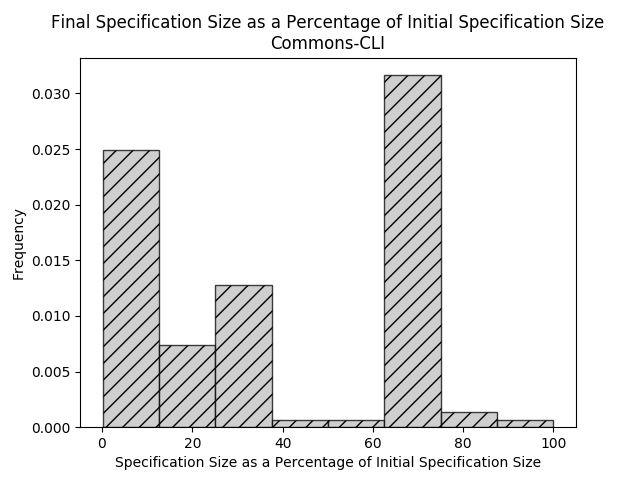 Final Specification Size as a Percentage of Initial Specification Size
Commons-CLI
0.030
0.025
0.020
0.015
0.010
0.005
0.000
Frequency
0 20 40 60 80 100
Specification Size as a Percentage of Initial Specification Size